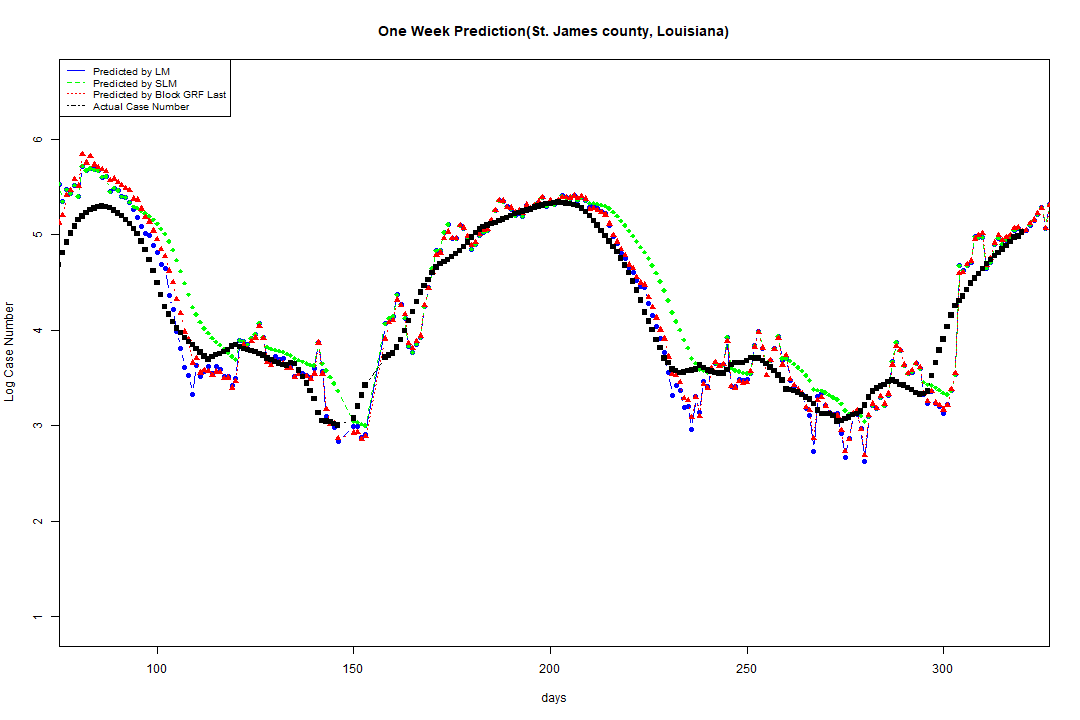 One Week Prediction(St. James county, Louisiana)
Predicted by LM
Predicted by SLM
Predicted by Block GRF Last
Actual Case Number
Log Case Number
6
5
4
3
2
1
100 150 200 250 300
days